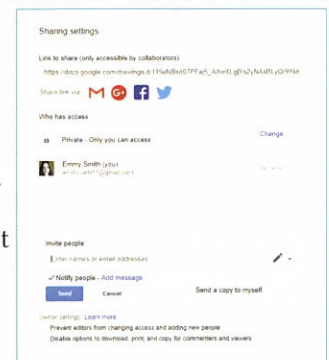 Sharing settings
Link to share (only accessible by collaborators)
Share link via:
Who has access
Private - Only you can access
Change
Emmy Smith (you)
t
Invite people
Enter names or email addresses
Notify people - Add message
Send
Cancel
Send a copy to myself
Owner settings Learn more
Prevent editors from changing access and adding new people
Disable options to download, print, and copy for commenters and viewers